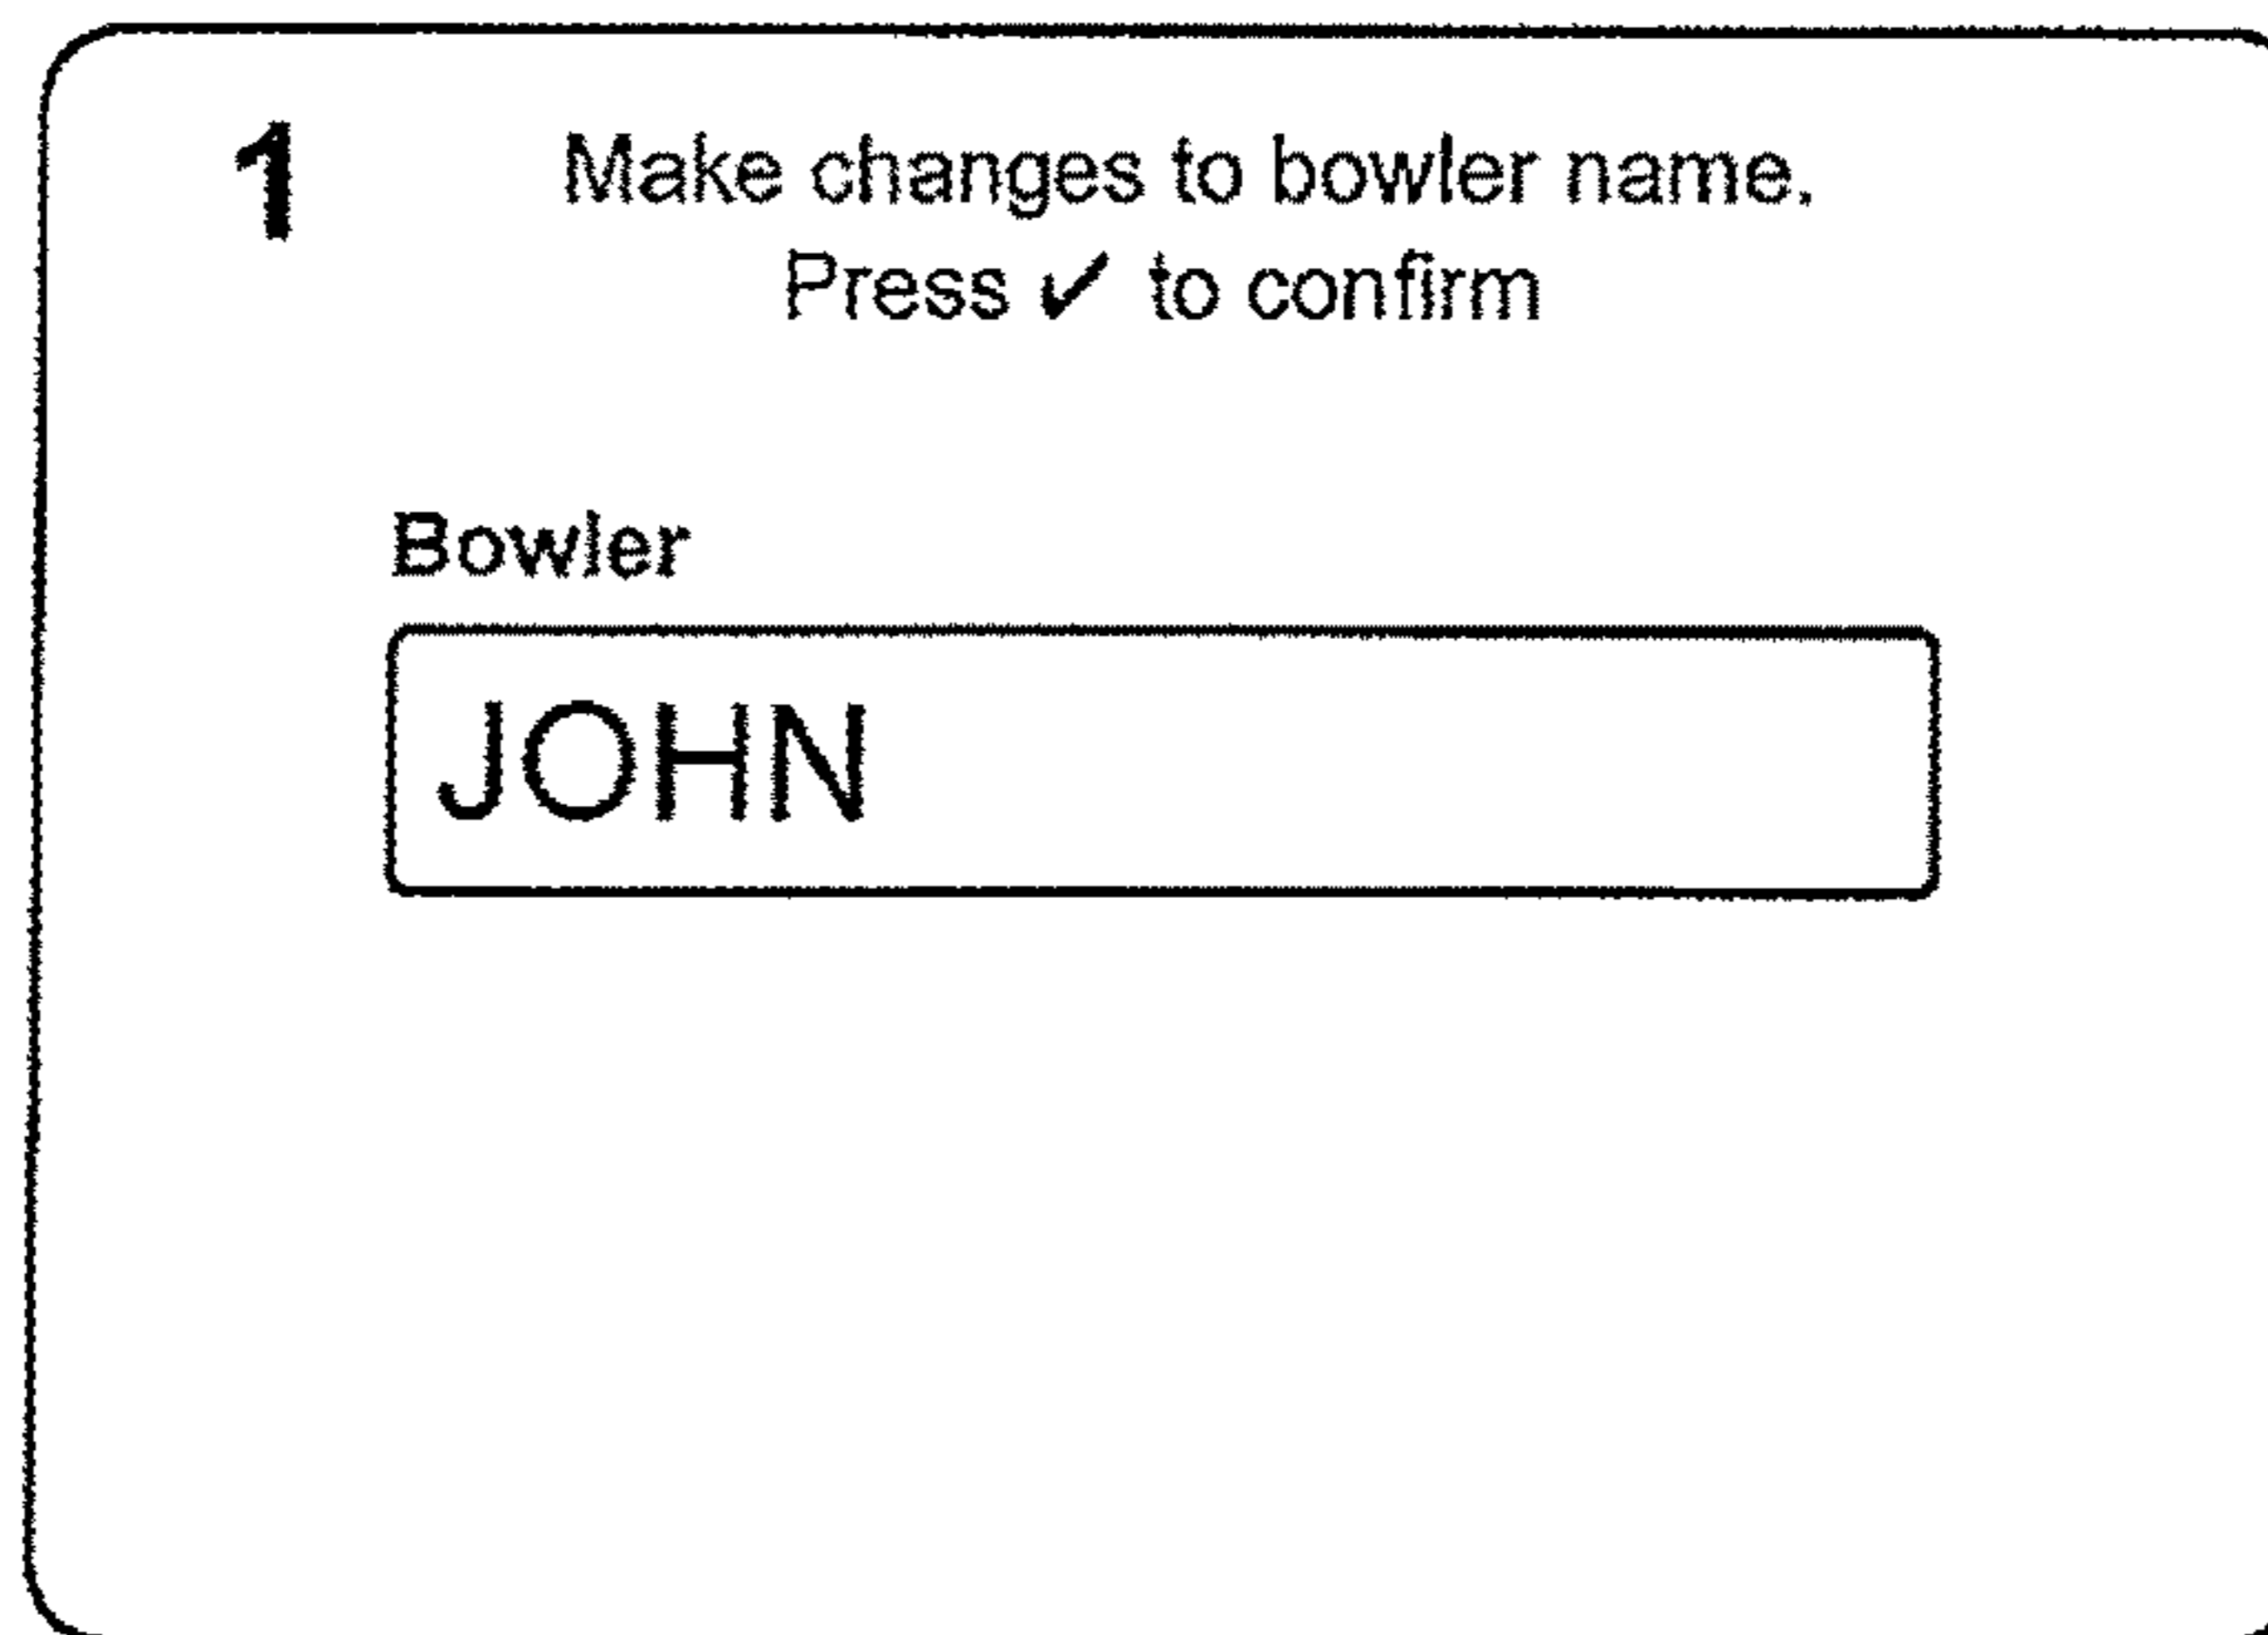 1 Make changes to bowler name.
Press ✓ to confirm
Bowler
JOHN